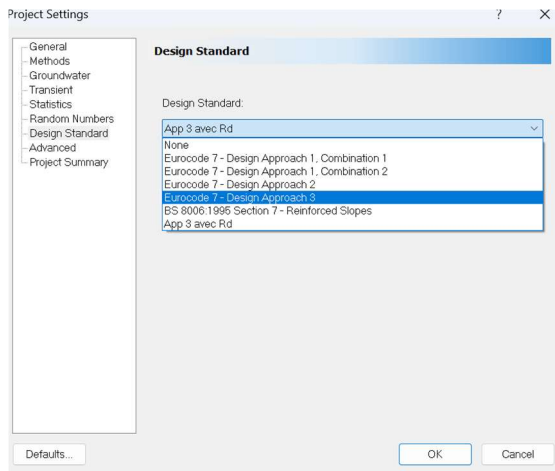 Project Settings
?
X
General
Methods
Groundwater
Transient
Statistics
Random Numbers
Design Standard
Advanced
Project Summary
Design Standard
Design Standard:
App 3 avec Rd
None
Eurocode 7 - Design Approach 1, Combination 1
Eurocode 7 - Design Approach 1, Combination 2
Eurocode 7 - Design Approach 2
Eurocode 7 - Design Approach 3
BS 8006:1995 Section 7 - Reinforced Slopes
App 3 avec Rd
Defaults...
OK
Cancel